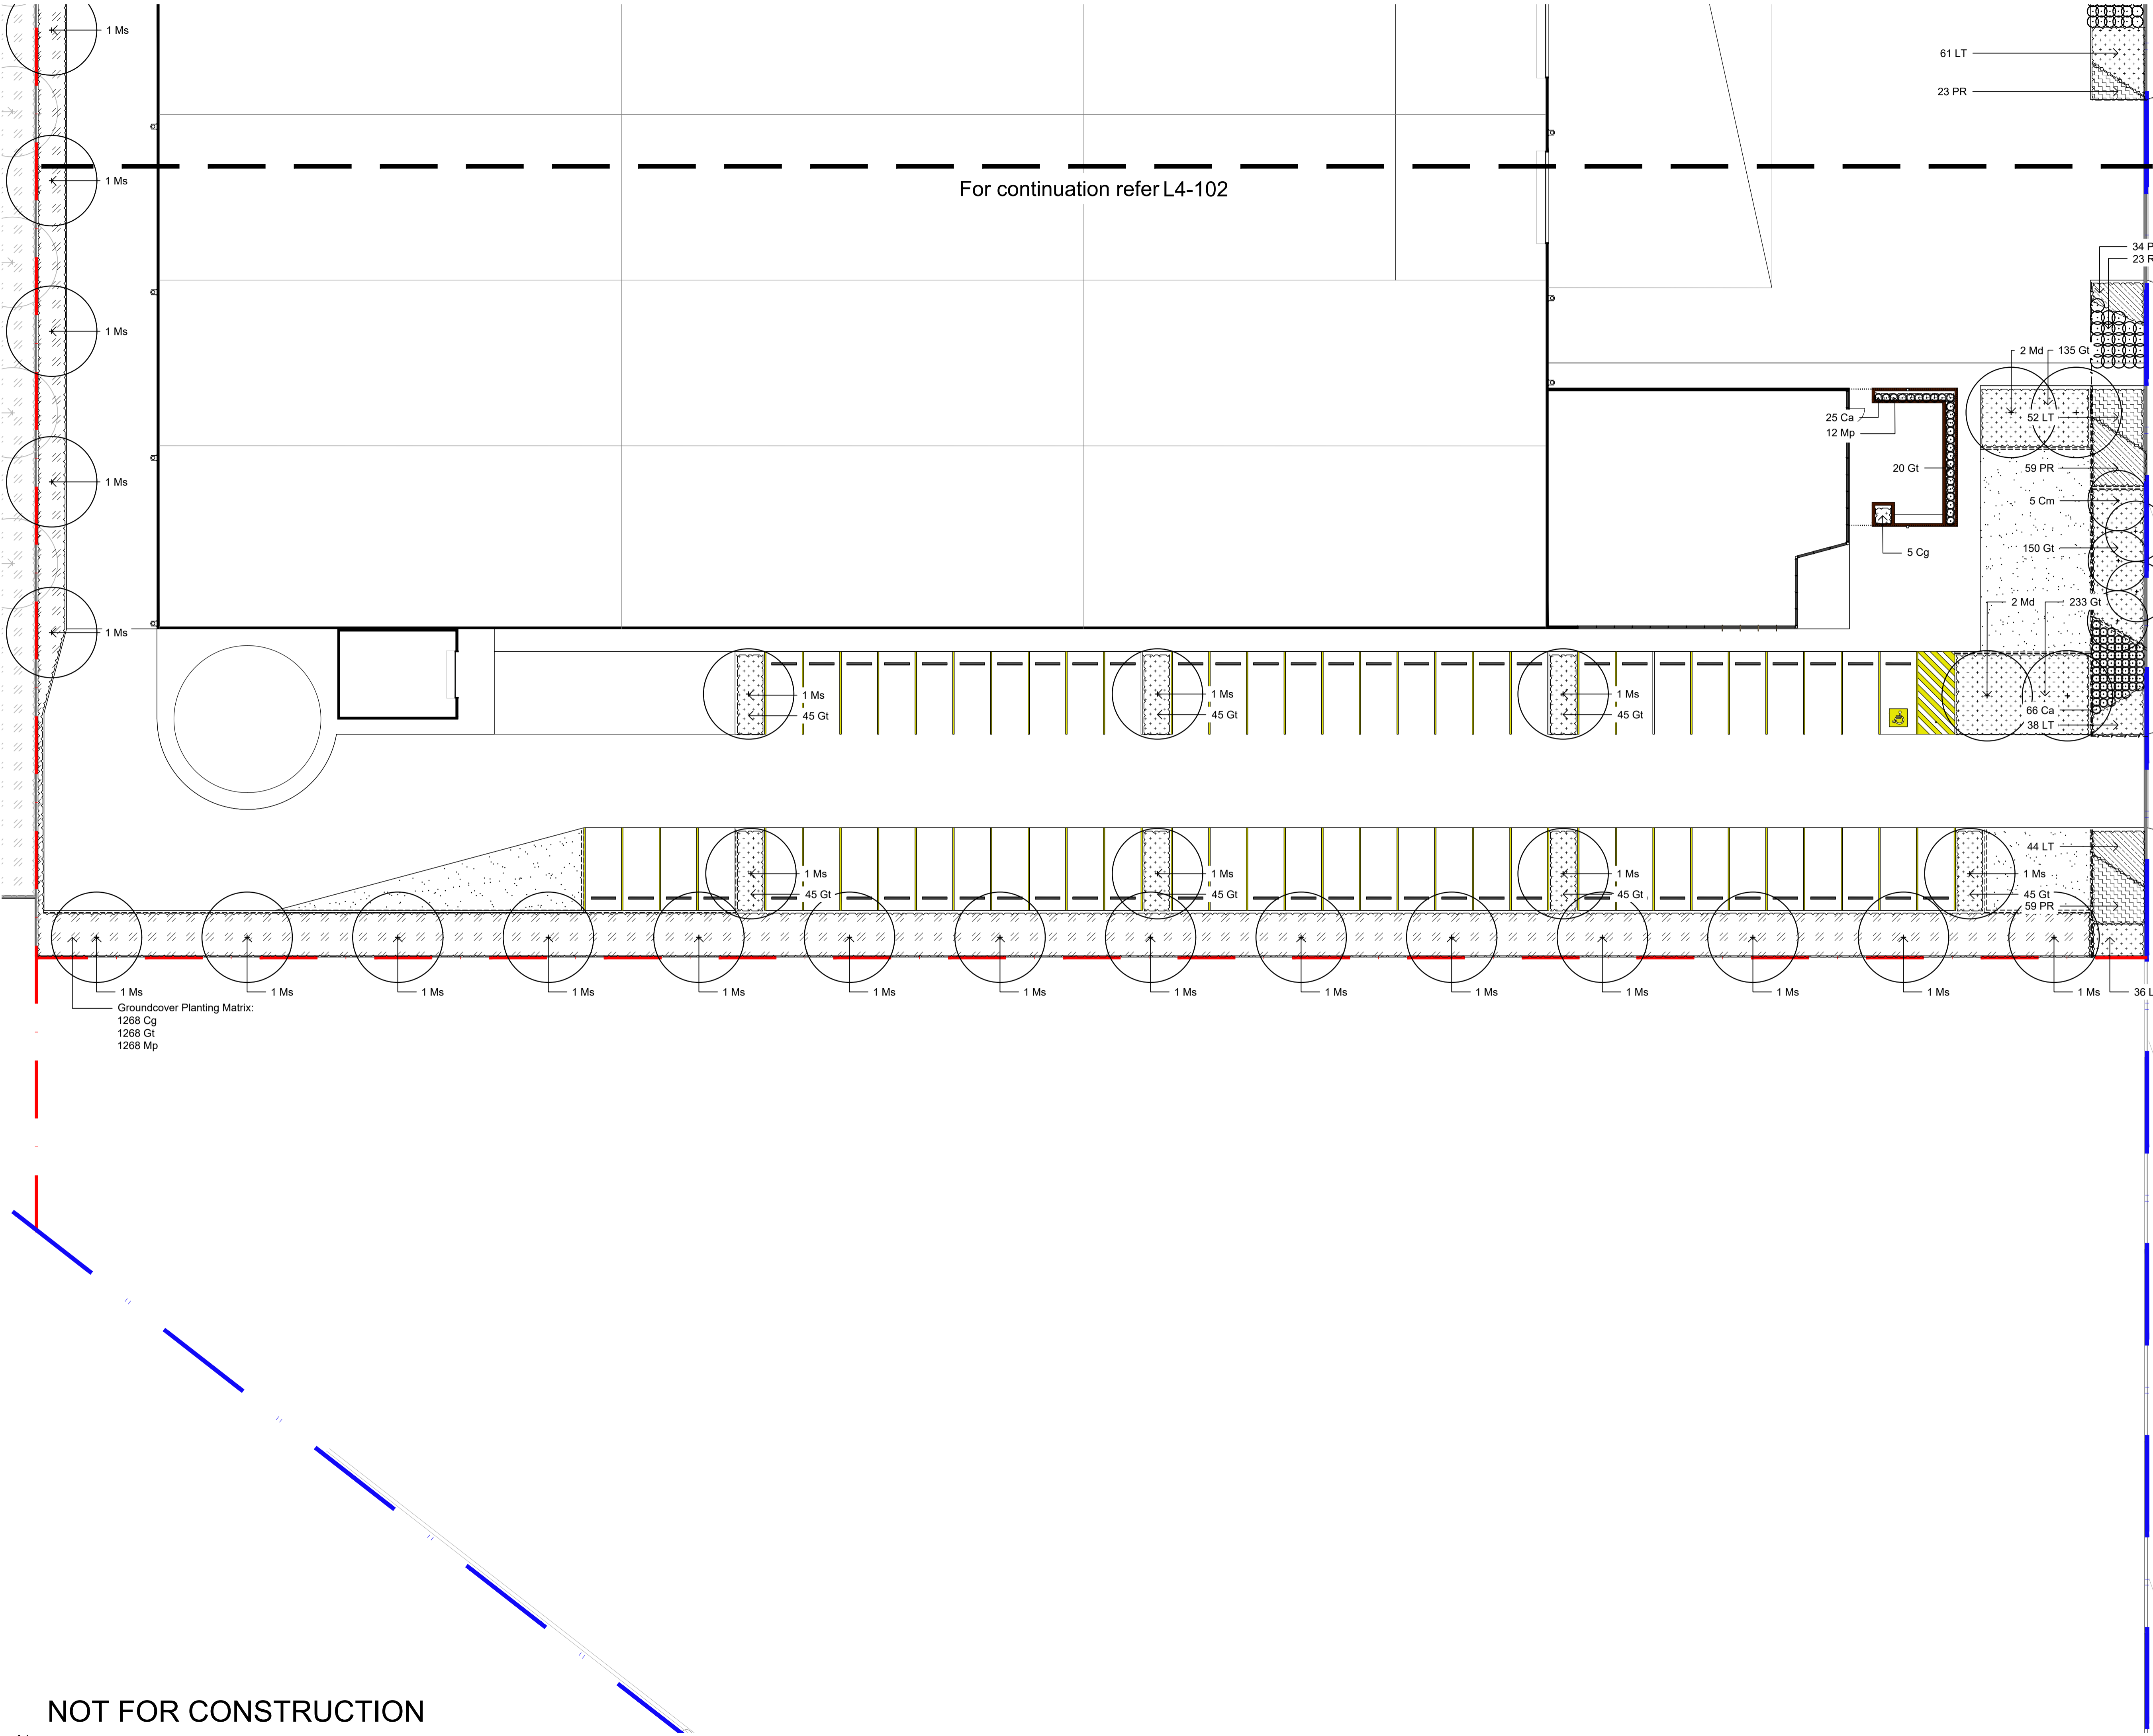 1 Ms
61 LT
23 PR
1 Ms
For continuation refer L4-102
34 P
23 R
1 Ms
2 Md
135 Gt
25 Ca
52 LT
12 Mp
20 Gt
59 PR
1 Ms
5 Cm
150 Gt
5 Cg
2 Md
233 Gt
1 Ms
1 Ms
45 Gt
1 Ms
45 Gt
1 Ms
45 Gt
66 Ca
38 LT
44 LT
1 Ms
45 Gt
1 Ms
45 Gt
1 Ms
45 Gt
1 Ms
45 Gt
59 PR
1 Ms
1 Ms
1 Ms
1 Ms
1 Ms
1 Ms
1 Ms
1 Ms
1 Ms
1 Ms
1 Ms
1 Ms
1 Ms
1 Ms
36 L
Groundcover Planting Matrix:
1268 Cg
1268 Gt
1268 Mp
NOT FOR CONSTRUCTION